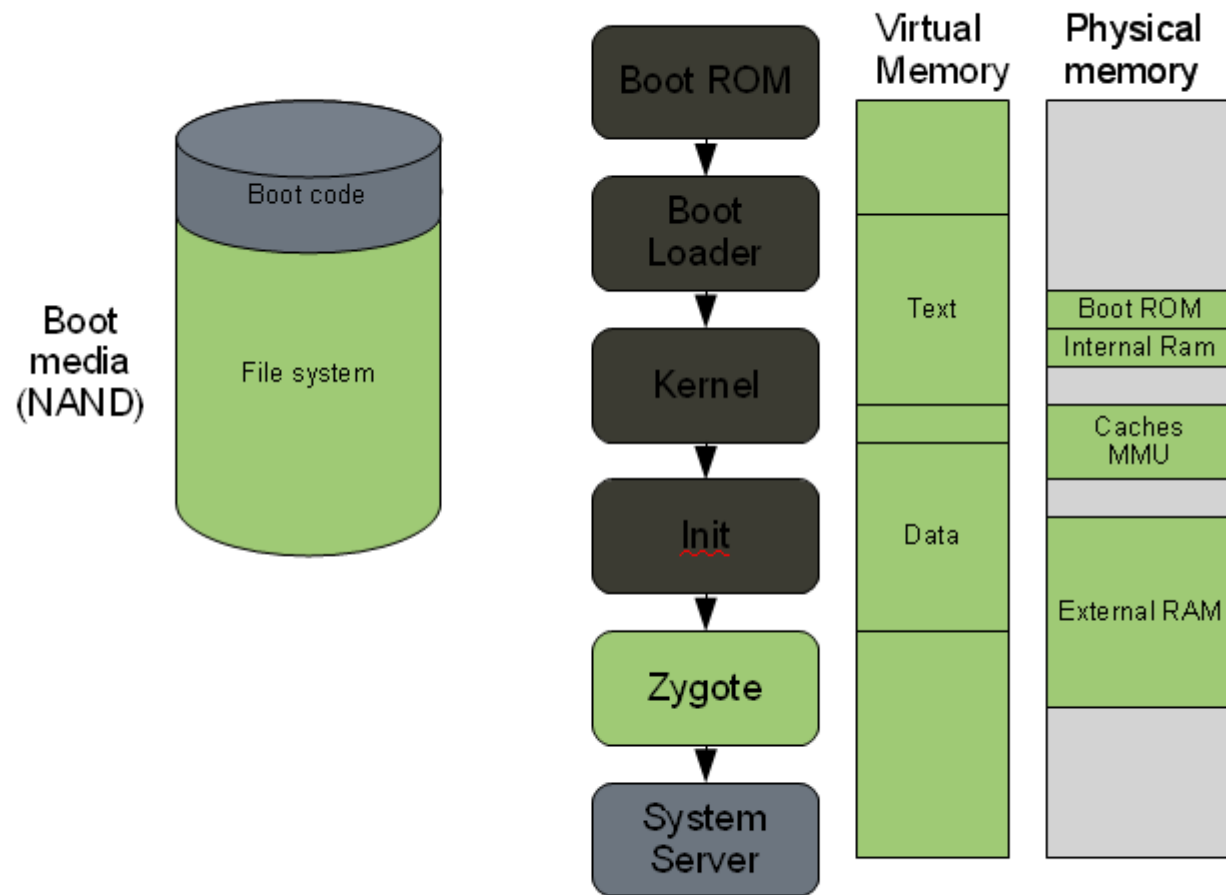 Boot code
File system
Boot
media
(NAND)
Boot ROM
Boot
Loader
Kernel
Init
Zygote
System
Server
Virtual
Memory
Text
Data
Physical
memory
Boot ROM
Internal Ram
Caches
MMU
External RAM